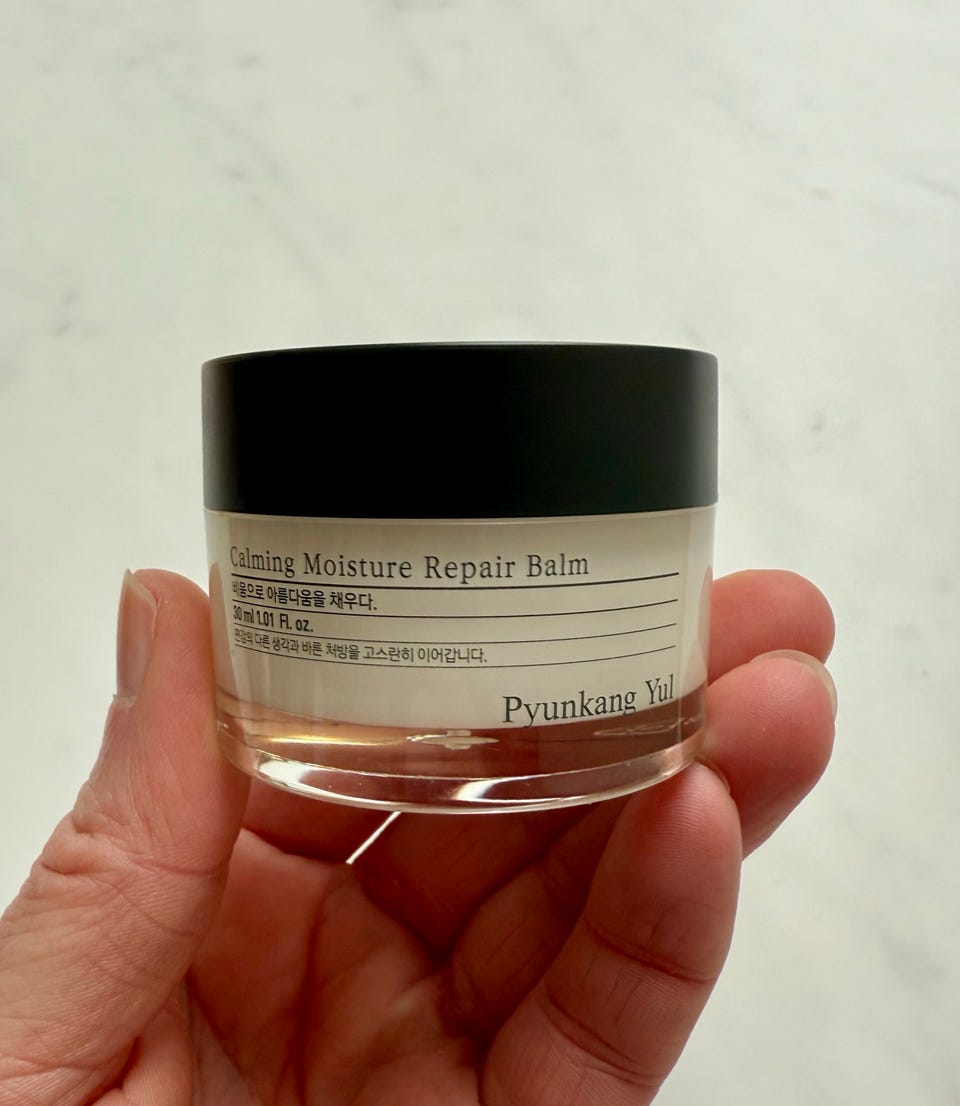 Calming Moisture Repair Balm
비움으로 아름다움을 채우다.
30 ml 1.01 Fl. oz.
편강의 다른 생각과 바른 처방을 고스란히 이어갑니다.
Pyunkang Yul